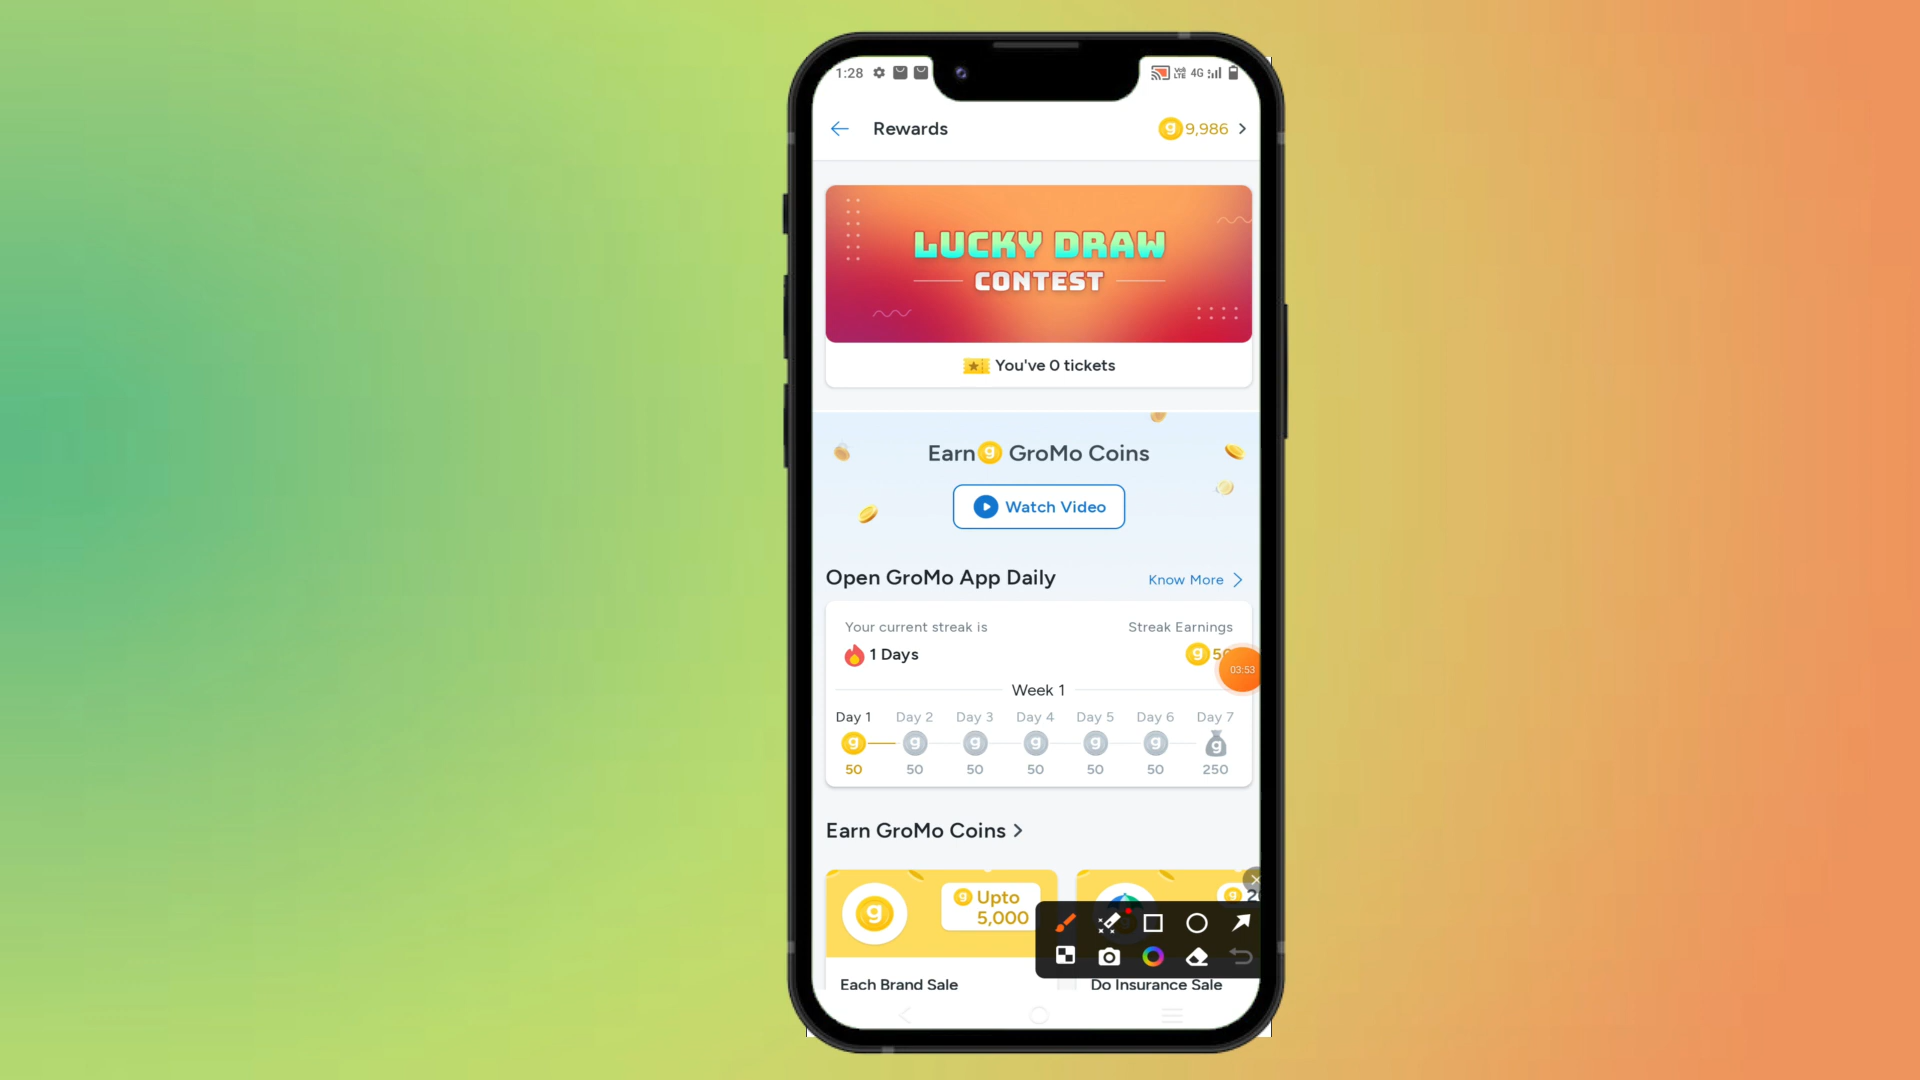 1:28
4G
Rewards
9,986
LUCKY DRAW
CONTEST
You've 0 tickets
Earn g GroMo Coins
Watch Video
Open GroMo App Daily
Know More
Your current streak is
Streak Earnings
1 Days
03:53
Week 1
Day 1 Day 2 Day 3 Day 4 Day 5 Day 6 Day 7
50 50 50 50 50 50 250
Earn GroMo Coins
Upto
5,000
Each Brand Sale
Do Insurance Sale